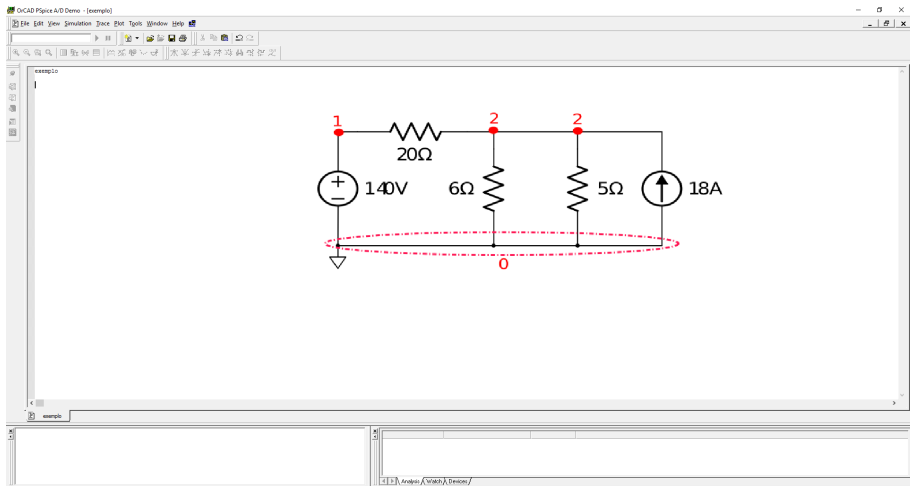 OrCAD PSpice A/D Demo - [exemplo]
File Edit View Simulation Trace Plot Tools Window Help
exemplo
1
2
2
20Ω
140V
6Ω
5Ω
18A
0
exemplo
Analysis Watch Devices